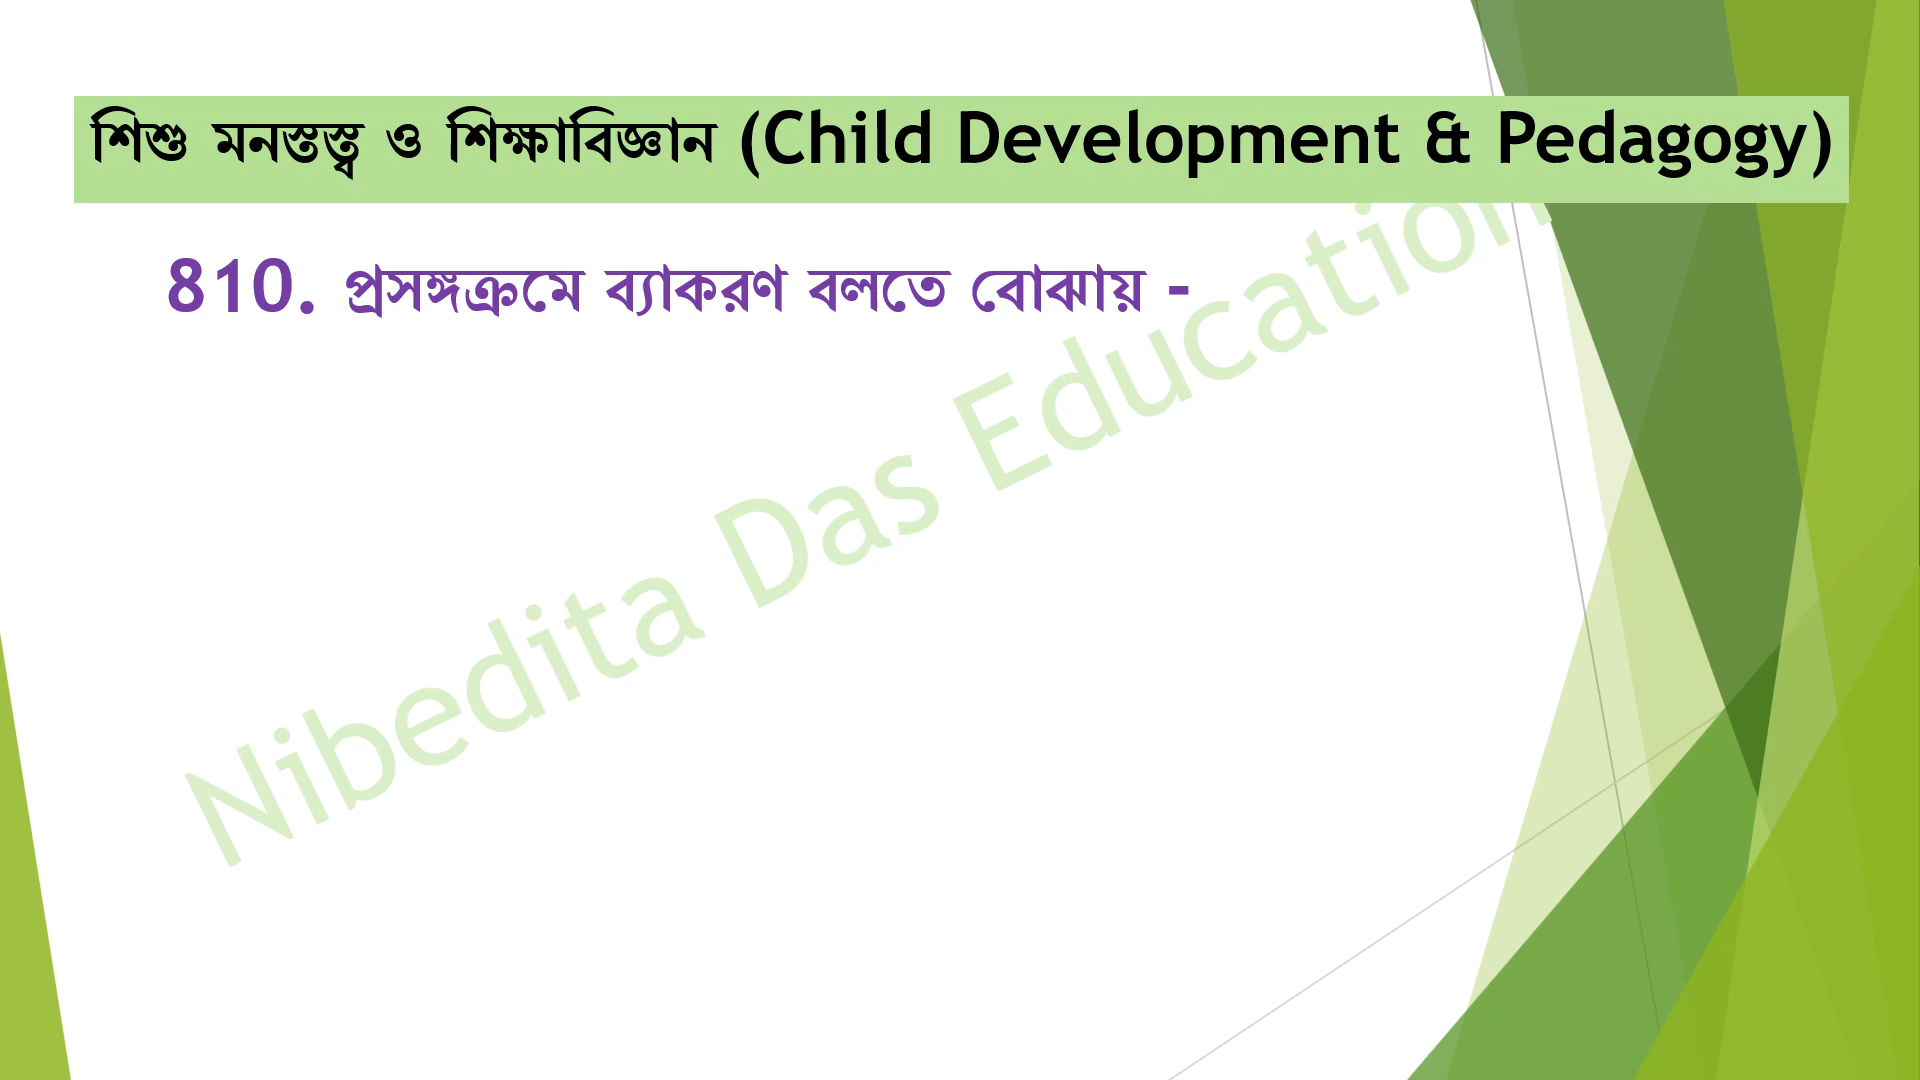 শিশু মনস্তত্ত্ব ও শিক্ষাবিজ্ঞান (Child Development & Pedagogy)
810. প্রসঙ্গক্রমে ব্যাকরণ বলতে বোঝায় -
Nibedita Das Education